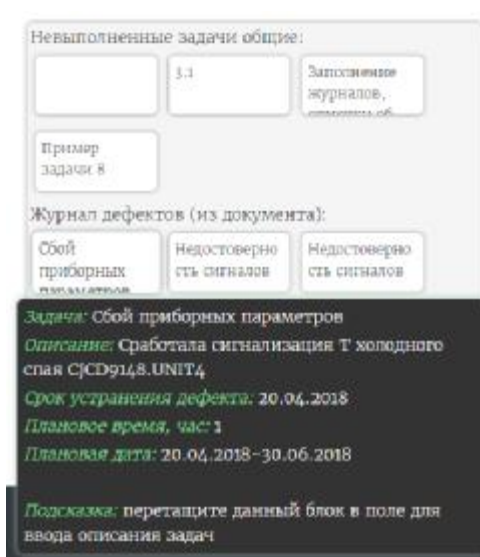 Невыполненные задачи общие:
3.1
Заполнение
журналов,
Пример
задачи 8
Журнал дефектов (из документа):
Сбой
приборных
параметров
Недостоверно
сть сигналов
Недостоверно
сть сигналов
Задача: Сбой приборных параметров
Описание: Сработала сигнализация Т холодного
спая CJCD9148.UNIT4
Срок устранения дефекта: 20.04.2018
Плановое время, час: 1
Плановая дата: 20.04.2018-30.06.2018
Подсказка: перетащите данный блок в поле для
ввода описания задач